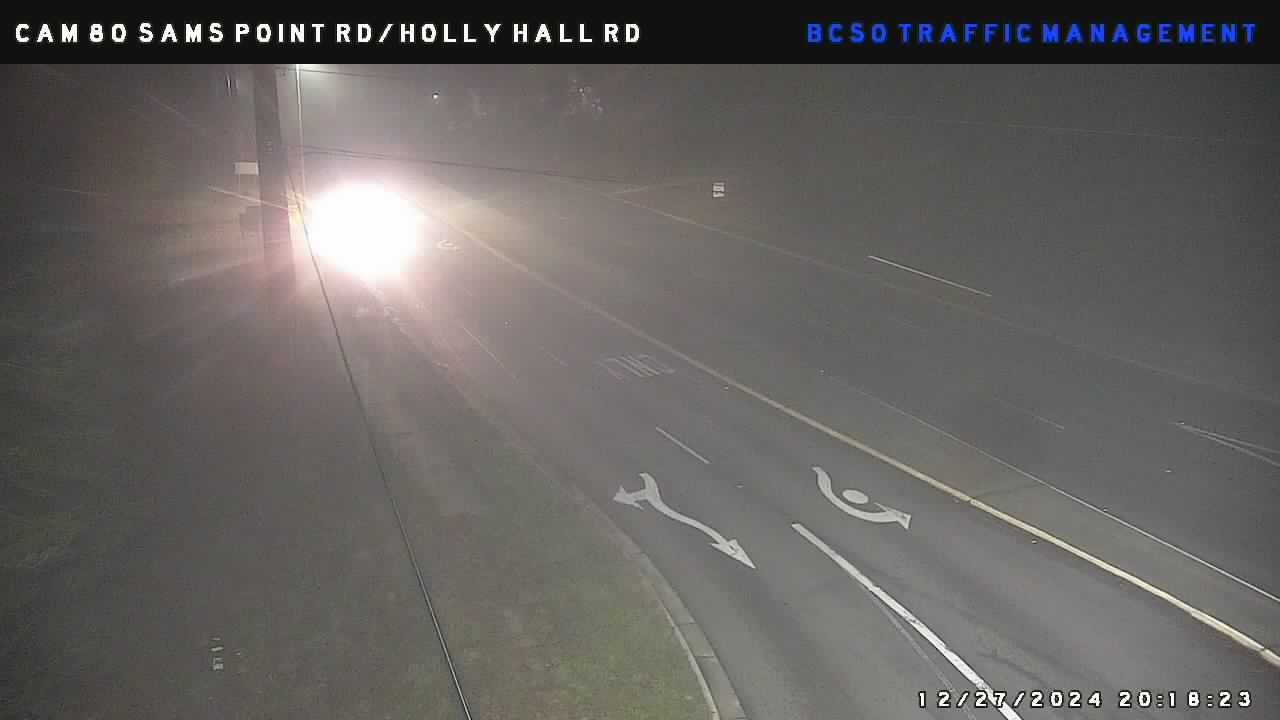 CAM 80 SAMS POINT RD/HOLLY HALL RD
BCSO TRAFFIC MANAGEMENT
12/27/2024 20:18:23